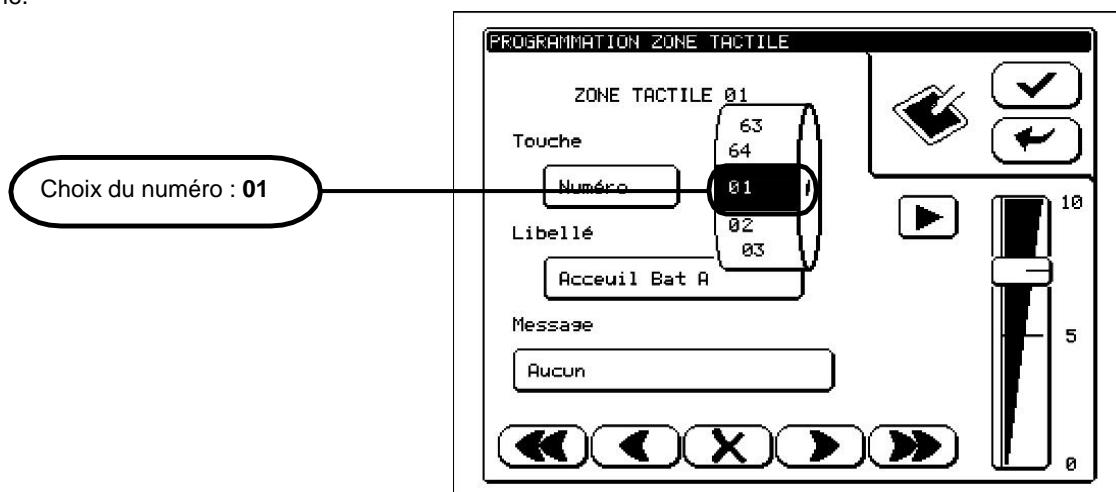 PROGRAMMATION ZONE TACTILE
ZONE TACTILE 01
63
Touche
64
Choix du numéro : 01
Numéro
01
10
02
Libellé
03
Acceuil Bat A
Message
5
Aucun
0